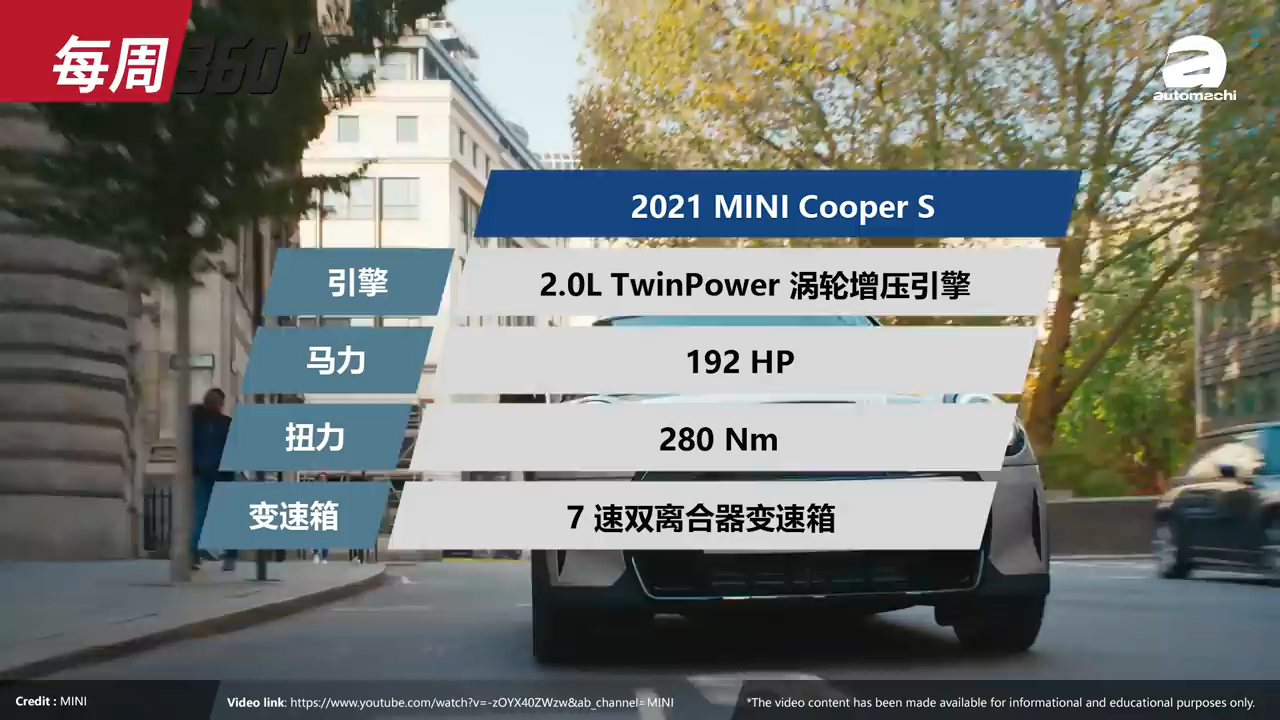 每周360°
automachi
2021 MINI Cooper S
引擎
2.0L TwinPower 涡轮增压引擎
马力
192 HP
扭力
280 Nm
变速箱
7 速双离合器变速箱
Credit : MINI
Video link: https://www.youtube.com/watch?v=-zOYX40ZWzw&ab_channel=MINI
*The video content has been made available for informational and educational purposes only.